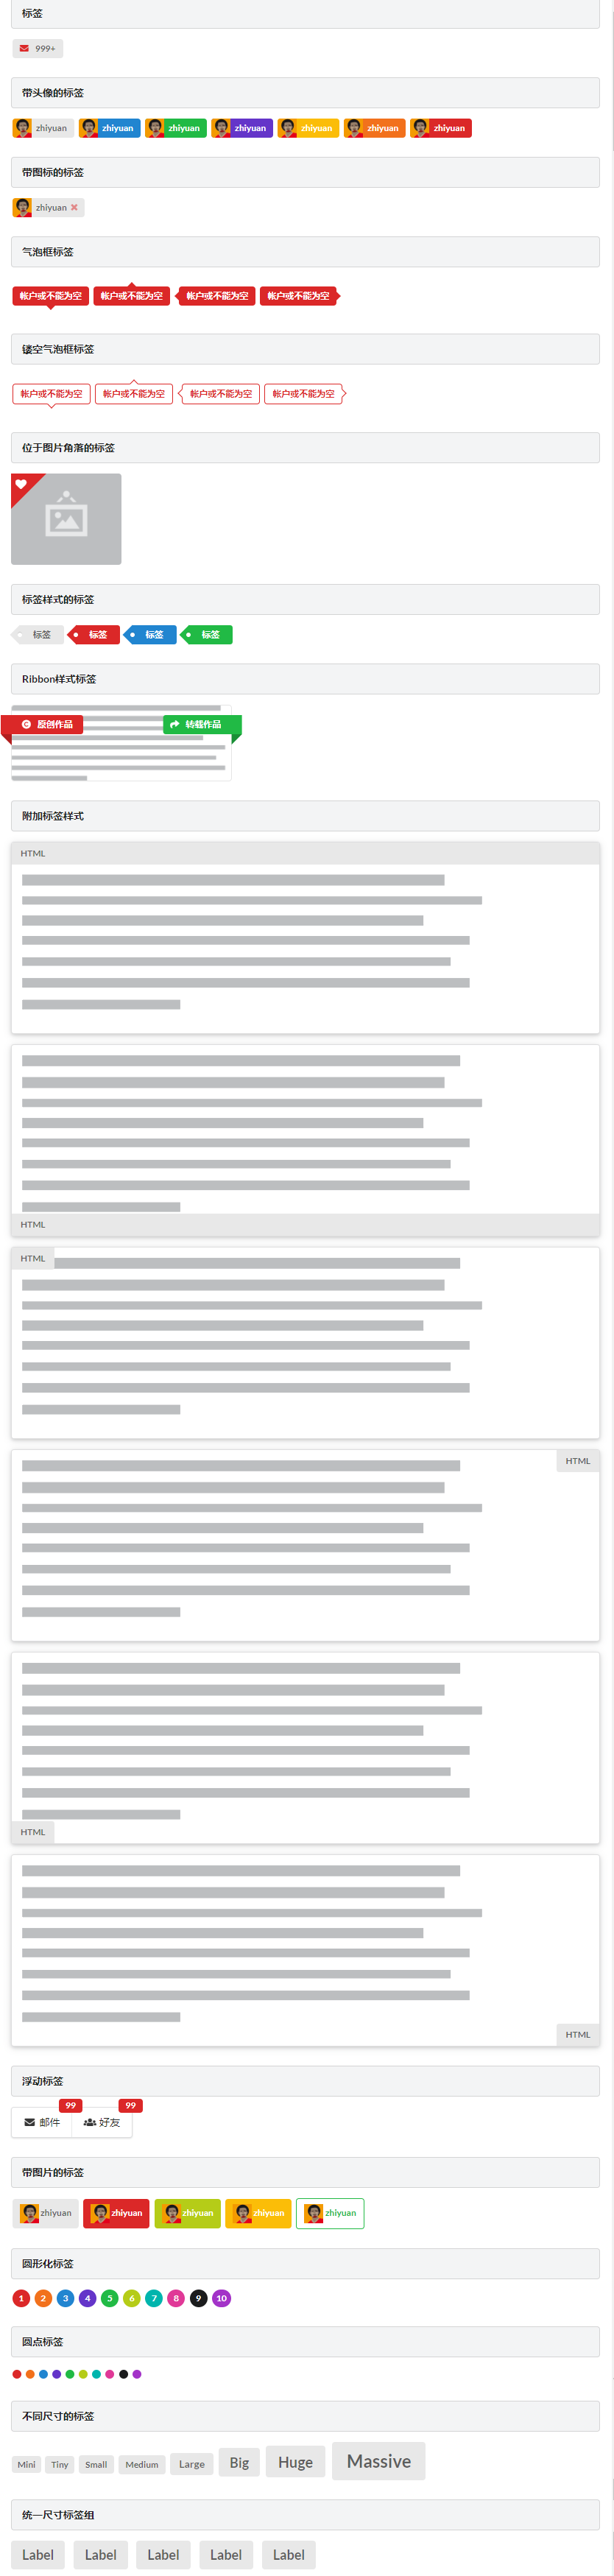 标签
999+
带头像的标签
zhiyuan zhiyuan zhiyuan zhiyuan zhiyuan zhiyuan zhiyuan
带图标的标签
zhiyuan
气泡框标签
帐户或不能为空 帐户或不能为空 帐户或不能为空 帐户或不能为空
镂空气泡框标签
帐户或不能为空 帐户或不能为空 帐户或不能为空 帐户或不能为空
位于图片角落的标签
标签样式的标签
标签 标签 标签 标签
Ribbon样式标签
原创作品 转载作品
附加标签样式
HTML
HTML
HTML
HTML
HTML
HTML
浮动标签
99 99
邮件 好友
带图片的标签
zhiyuan zhiyuan zhiyuan zhiyuan zhiyuan
圆形化标签
1 2 3 4 5 6 7 8 9 10
圆点标签
不同尺寸的标签
Mini Tiny Small Medium Large Big Huge Massive
统一尺寸标签组
Label Label Label Label Label